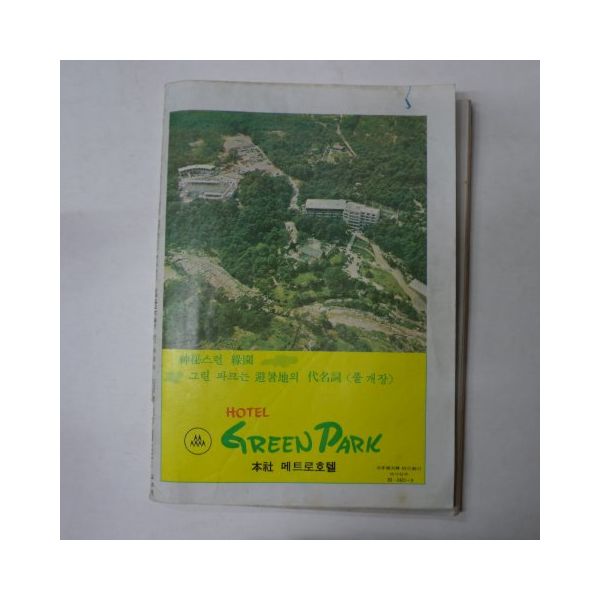 神秘스런 綠園
그린 파크는 避暑地의 代名詞 〈풀 개장〉
HOTEL
GREEN PARK
本社 메트로호텔